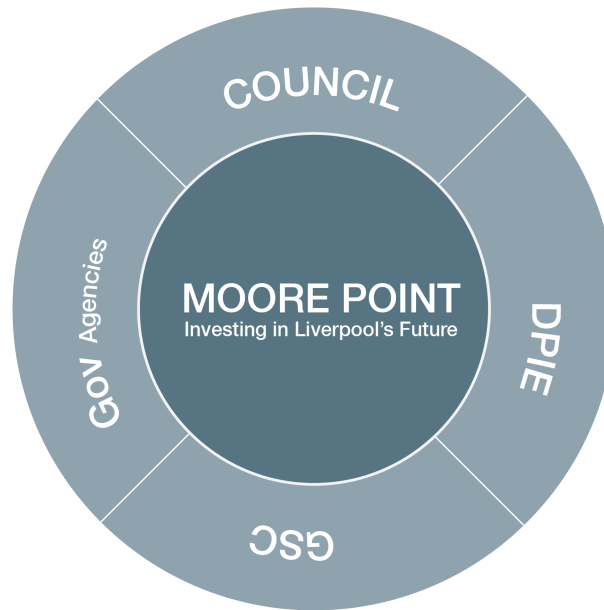 COUNCIL
MOORE POINT
Investing in Liverpool's Future
DPIE
GSC
Gov Agencies